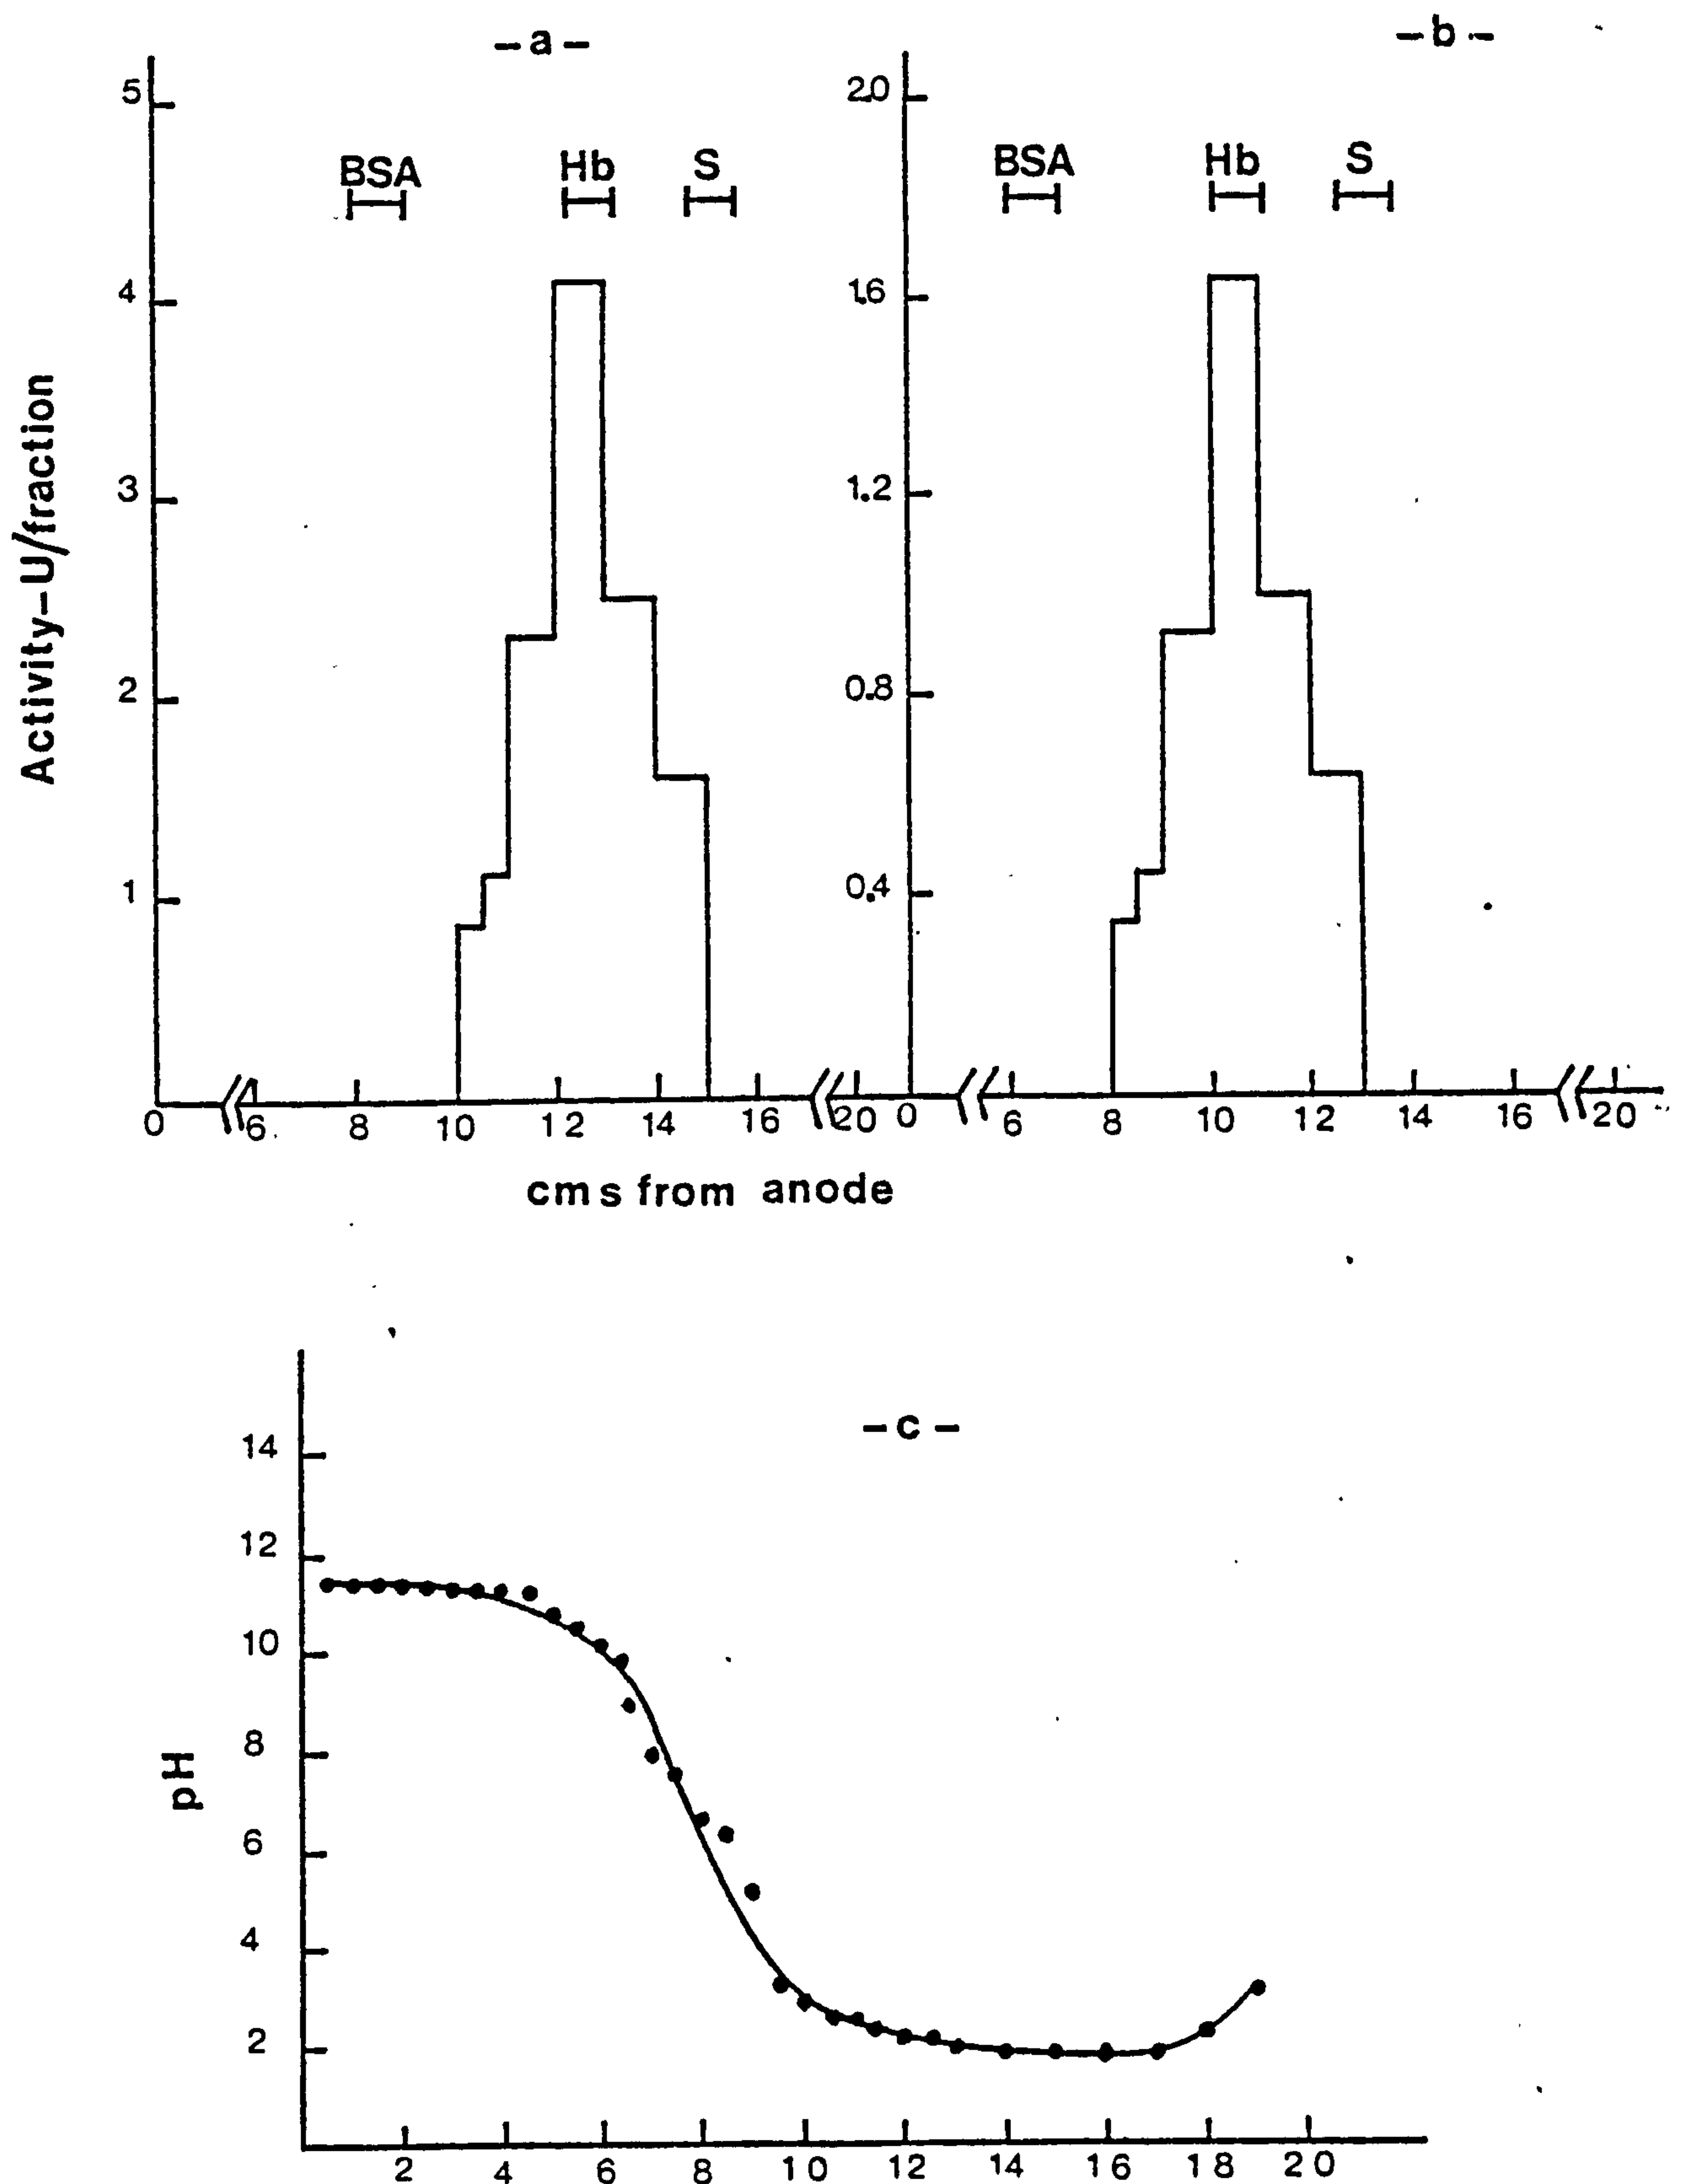 -a-
-b-
5
4
3
2
1
BSA Hb S
Activity-U/fraction
0 6 8 10 12 14 16 20
2.0
1.6
1.2
0.8
0.4
BSA Hb S
0 6 8 10 12 14 16 20
cms from anode
-c-
14
12
10
8
6
4
2
pH
2 4 6 8 10 12 14 16 18 20